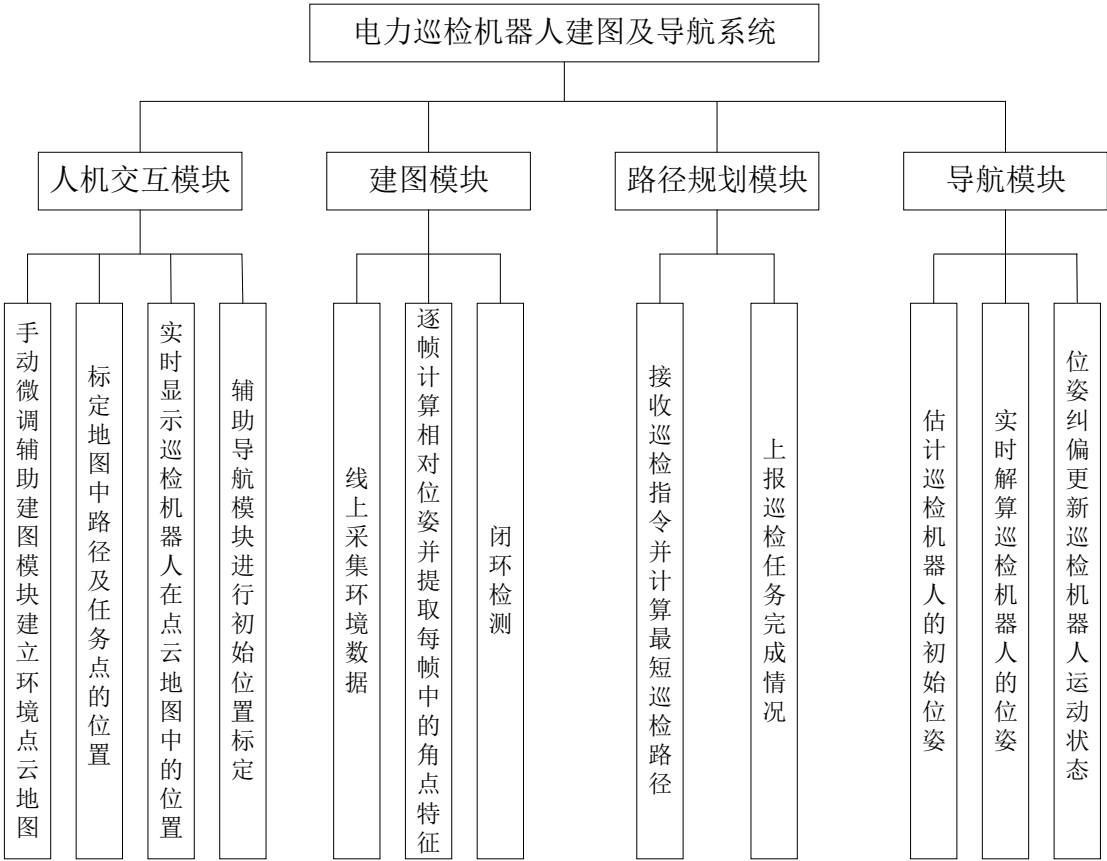 电力巡检机器人建图及导航系统
人机交互模块
建图模块
路径规划模块
导航模块
手动微调辅助建图模块建立环境点云地图
标定地图中路径及任务点的位置
实时显示巡检机器人在点云地图中的位置
辅助导航模块进行初始位置标定
线上采集环境数据
逐帧计算相对位姿并提取每帧中的角点特征
闭环检测
接收巡检指令并计算最短巡检路径
上报巡检任务完成情况
估计巡检机器人的初始位姿
实时解算巡检机器人的位姿
位姿纠偏更新巡检机器人运动状态